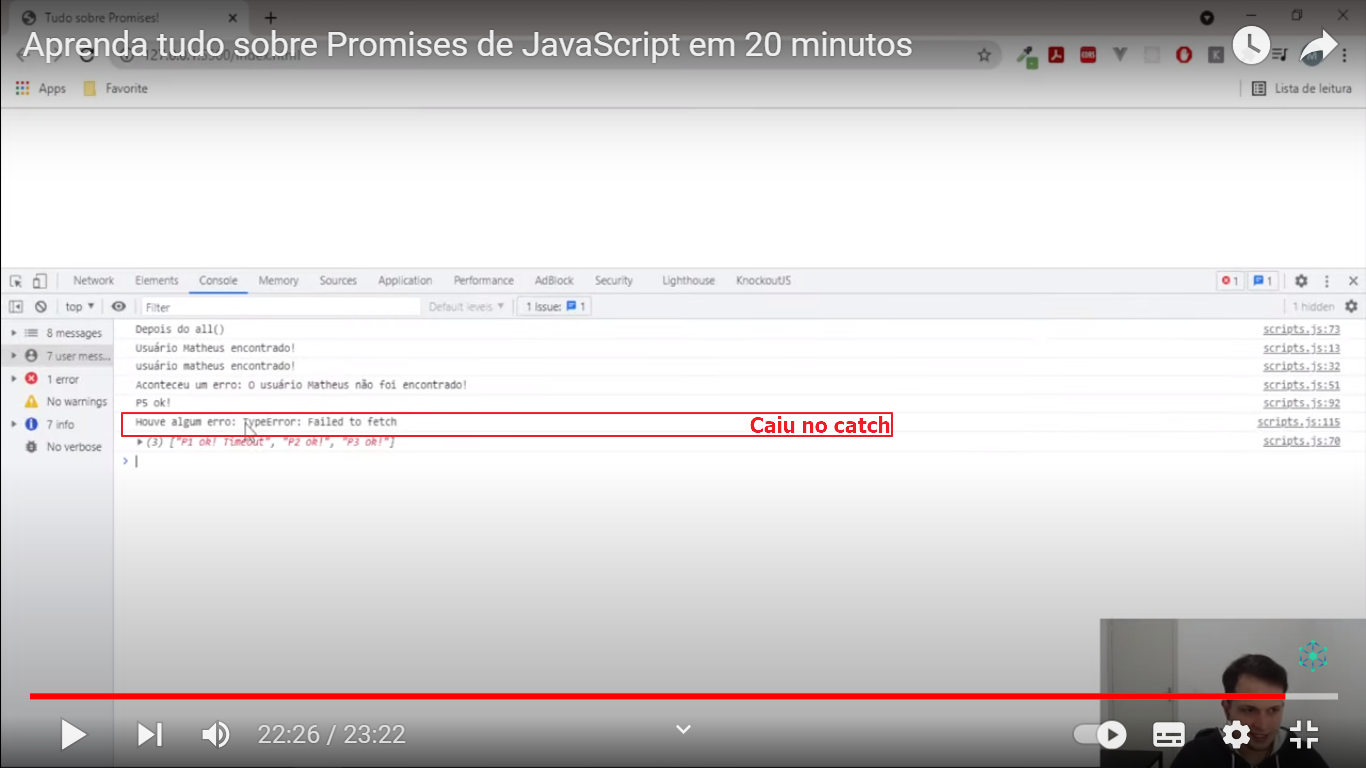 Tudo sobre Promises!
Aprenda tudo sobre Promises de JavaScript em 20 minutos
Apps
Favorite
Lista de leitura
Network Elements Console Memory Sources Application Performance AdBlock Security Lighthouse KnockoutJS 1 1
top Filter Default levels 1 Issue: 1 1 hidden
8 messages
7 user mess...
1 error
No warnings
7 info
No verbose
Depois do all() scripts.js:73
Usuário Matheus encontrado! scripts.js:13
usuário matheus encontrado! scripts.js:32
Aconteceu um erro: O usuário Matheus não foi encontrado! scripts.js:51
P5 ok! scripts.js:92
Houve algum erro: TypeError: Failed to fetch Caiu no catch scripts.js:115
(3) ["P1 ok! Timeout", "P2 ok!", "P3 ok!"] scripts.js:70
22:26 / 23:22